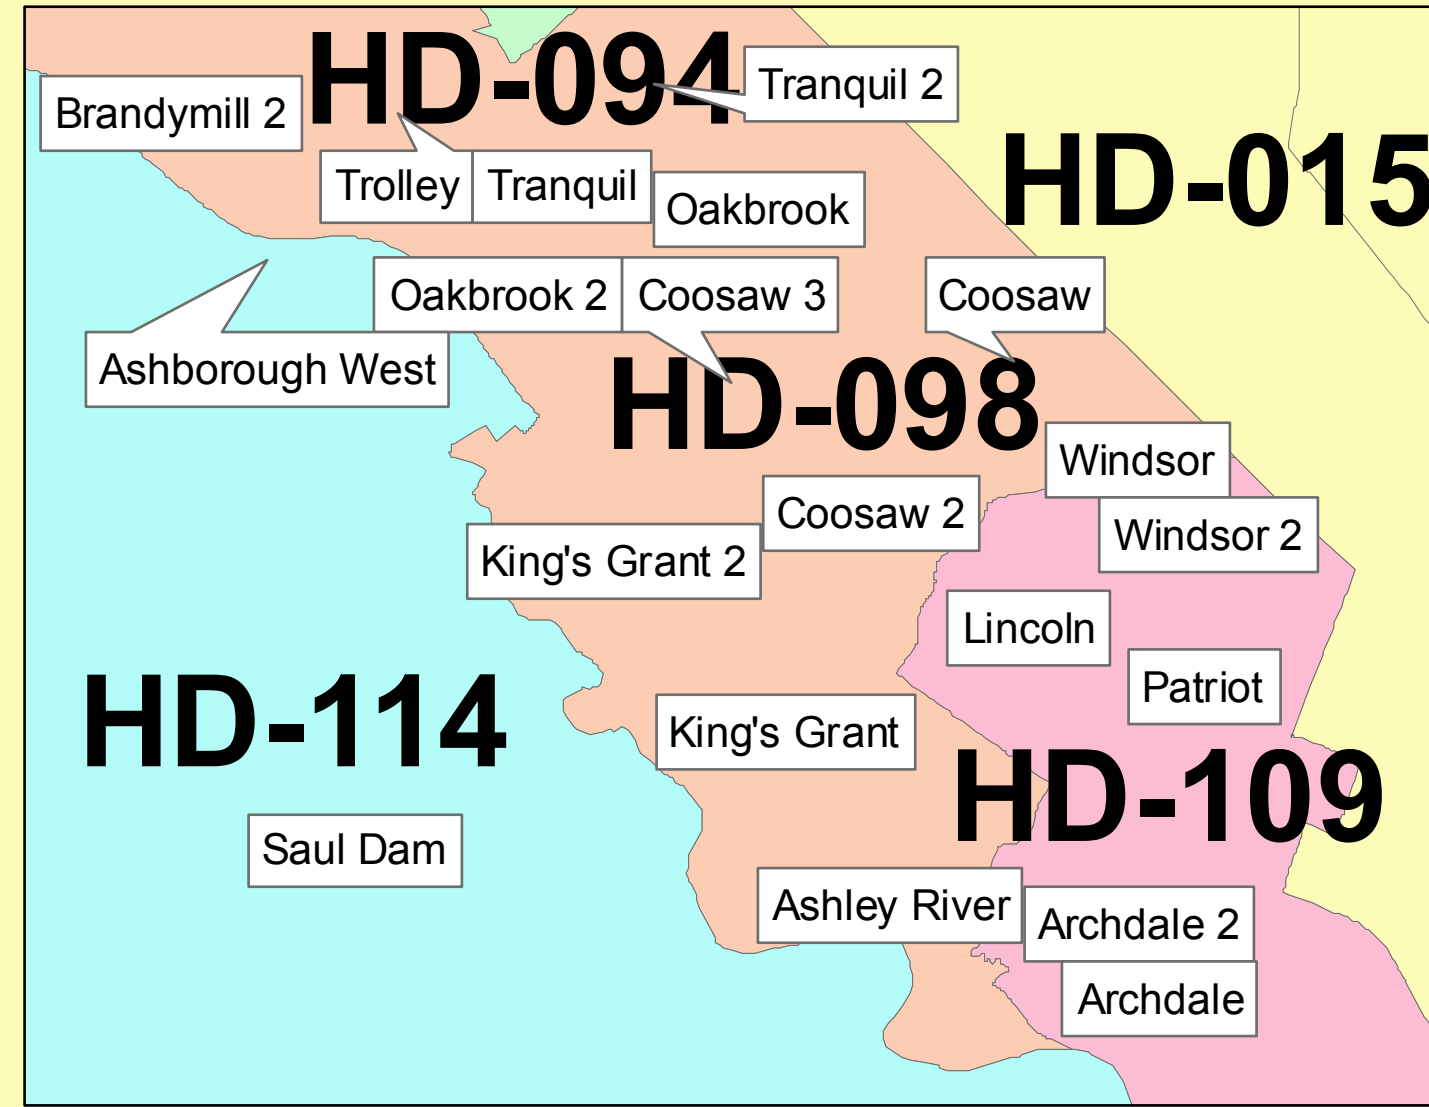 HD-094
Tranquil 2
Brandymill 2
HD-015
Trolley
Tranquil
Oakbrook
Oakbrook 2
Coosaw 3
Coosaw
Ashborough West
HD-098
Windsor
Coosaw 2
Windsor 2
King's Grant 2
Lincoln
Patriot
HD-114
King's Grant
HD-109
Saul Dam
Ashley River
Archdale 2
Archdale